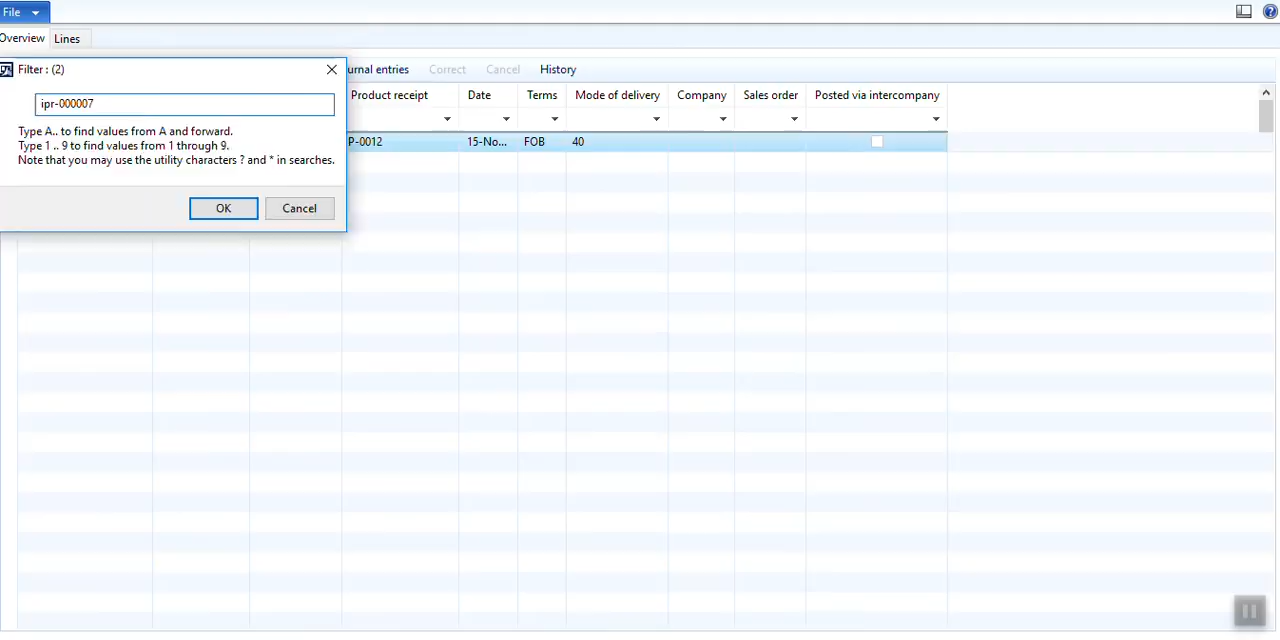 File
Overview Lines
Filter : (2)
urnal entries Correct Cancel History
Product receipt Date Terms Mode of delivery Company Sales order Posted via intercompany
ipr-000007
Type A.. to find values from A and forward.
Type 1 .. 9 to find values from 1 through 9.
Note that you may use the utility characters ? and * in searches.
P-0012 15-No... FOB 40
OK Cancel